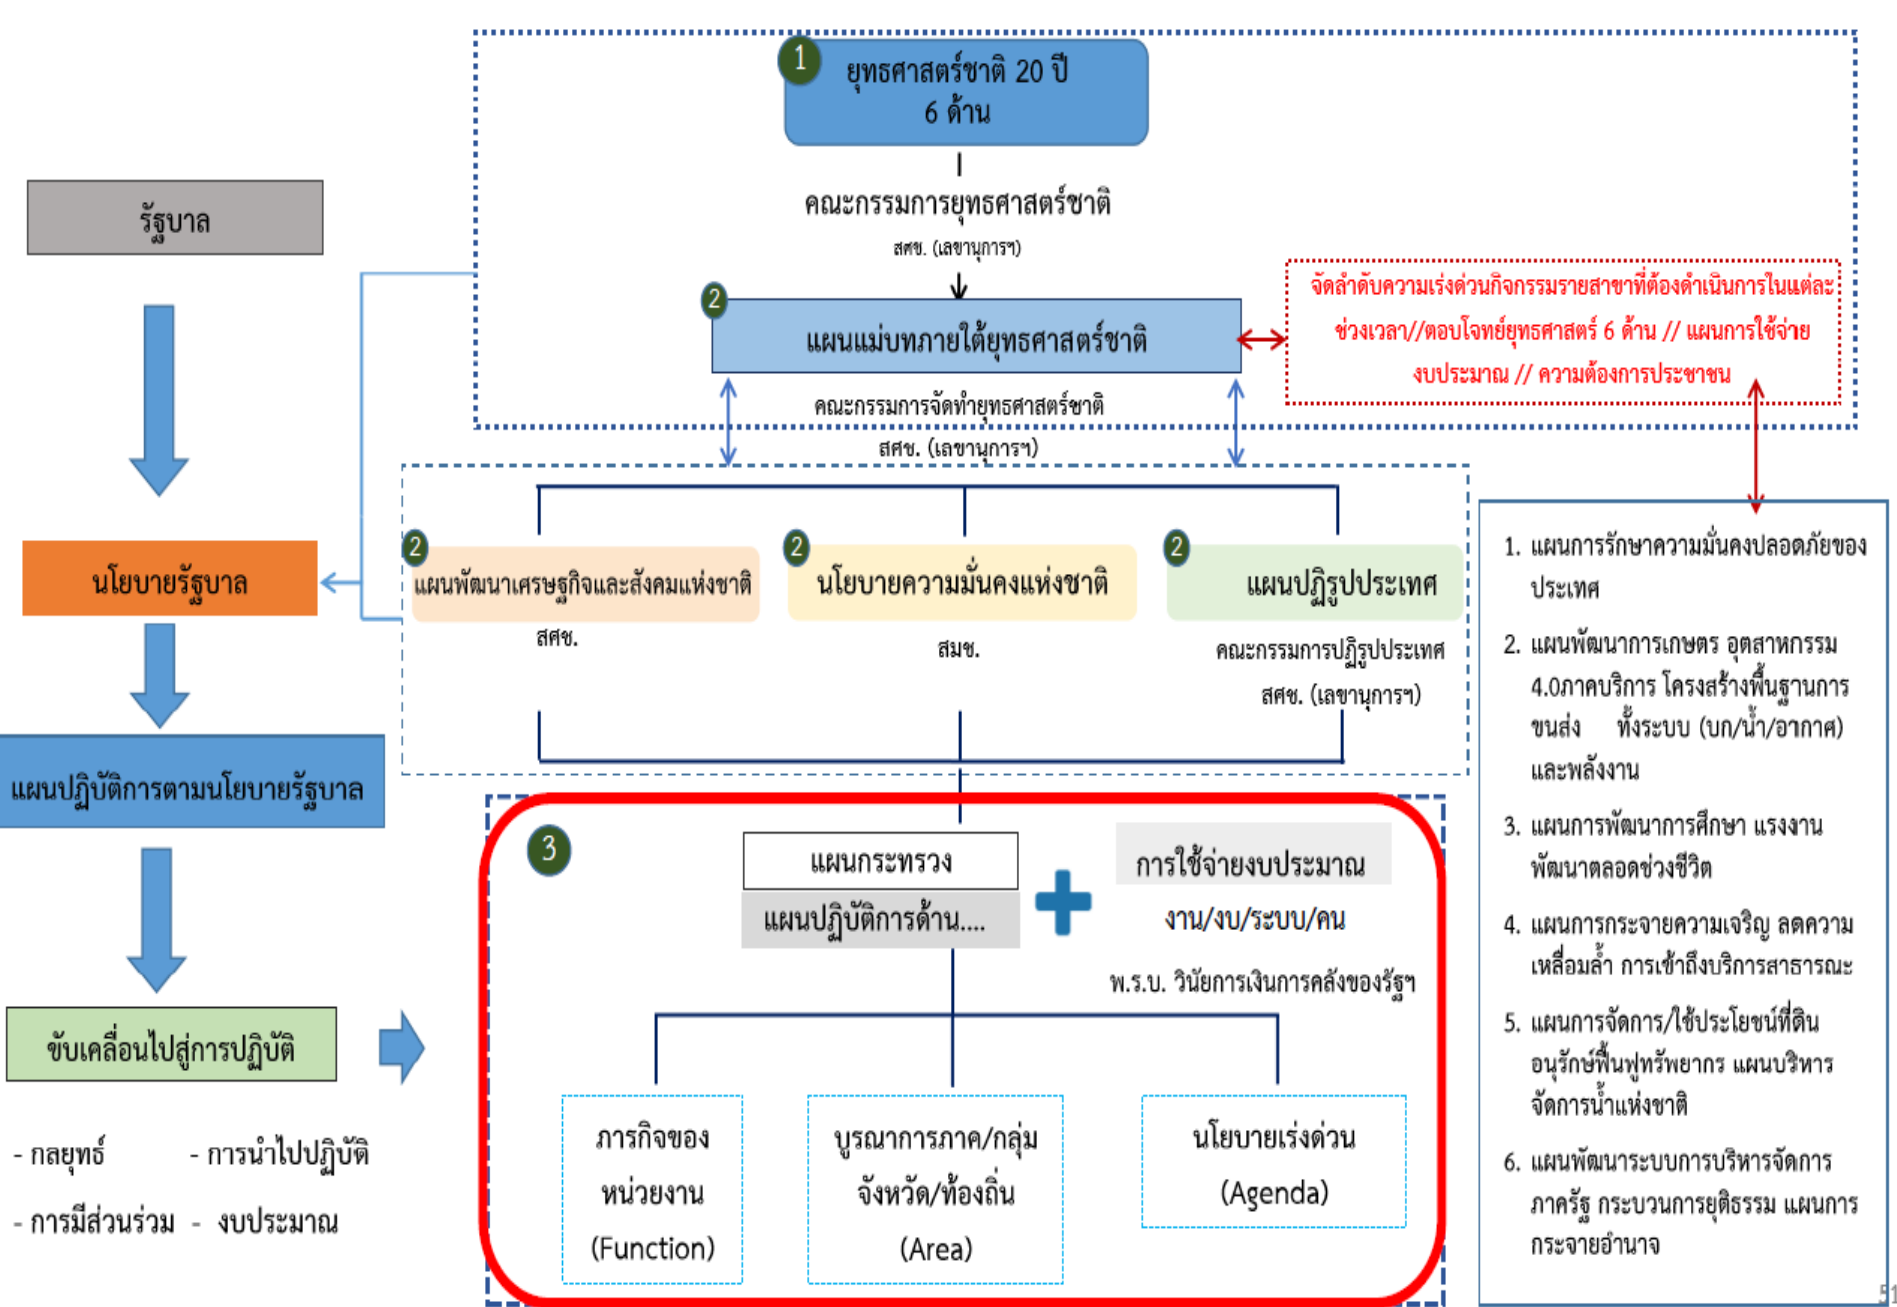 1
ยุทธศาสตร์ชาติ 20 ปี
6 ด้าน
คณะกรรมการยุทธศาสตร์ชาติ
สศช. (เลขานุการฯ)
2
แผนแม่บทภายใต้ยุทธศาสตร์ชาติ
คณะกรรมการจัดทำยุทธศาสตร์ชาติ
สศช. (เลขานุการฯ)
จัดลำดับความเร่งด่วนกิจกรรมรายสาขาที่ต้องดำเนินการในแต่ละ
ช่วงเวลา//ตอบโจทย์ยุทธศาสตร์ 6 ด้าน // แผนการใช้จ่าย
งบประมาณ // ความต้องการประชาชน
รัฐบาล
นโยบายรัฐบาล
แผนปฏิบัติการตามนโยบายรัฐบาล
ขับเคลื่อนไปสู่การปฏิบัติ
- กลยุทธ์ - การนำไปปฏิบัติ
- การมีส่วนร่วม - งบประมาณ
2
แผนพัฒนาเศรษฐกิจและสังคมแห่งชาติ
สศช.
2
นโยบายความมั่นคงแห่งชาติ
สมช.
2
แผนปฏิรูปประเทศ
คณะกรรมการปฏิรูปประเทศ
สศช. (เลขานุการฯ)
3
แผนกระทรวง
แผนปฏิบัติการด้าน....
การใช้จ่ายงบประมาณ
งาน/งบ/ระบบ/คน
พ.ร.บ. วินัยการเงินการคลังของรัฐฯ
ภารกิจของ
หน่วยงาน
(Function)
บูรณาการภาค/กลุ่ม
จังหวัด/ท้องถิ่น
(Area)
นโยบายเร่งด่วน
(Agenda)
1. แผนการรักษาความมั่นคงปลอดภัยของ
ประเทศ
2. แผนพัฒนาการเกษตร อุตสาหกรรม
4.0ภาคบริการ โครงสร้างพื้นฐานการ
ขนส่ง ทั้งระบบ (บก/น้ำ/อากาศ)
และพลังงาน
3. แผนการพัฒนาการศึกษา แรงงาน
พัฒนาตลอดช่วงชีวิต
4. แผนการกระจายความเจริญ ลดความ
เหลื่อมล้ำ การเข้าถึงบริการสาธารณะ
5. แผนการจัดการ/ใช้ประโยชน์ที่ดิน
อนุรักษ์ฟื้นฟูทรัพยากร แผนบริหาร
จัดการน้ำแห่งชาติ
6. แผนพัฒนาระบบการบริหารจัดการ
ภาครัฐ กระบวนการยุติธรรม แผนการ
กระจายอำนาจ
51